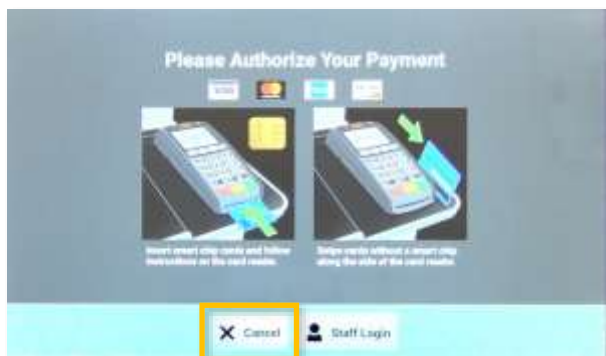 Please Authorize Your Payment
VISA
Insert smart chip cards and follow
instructions on the card reader.
Swipe cards without a smart chip
along the side of the card reader.
Cancel
Staff Login